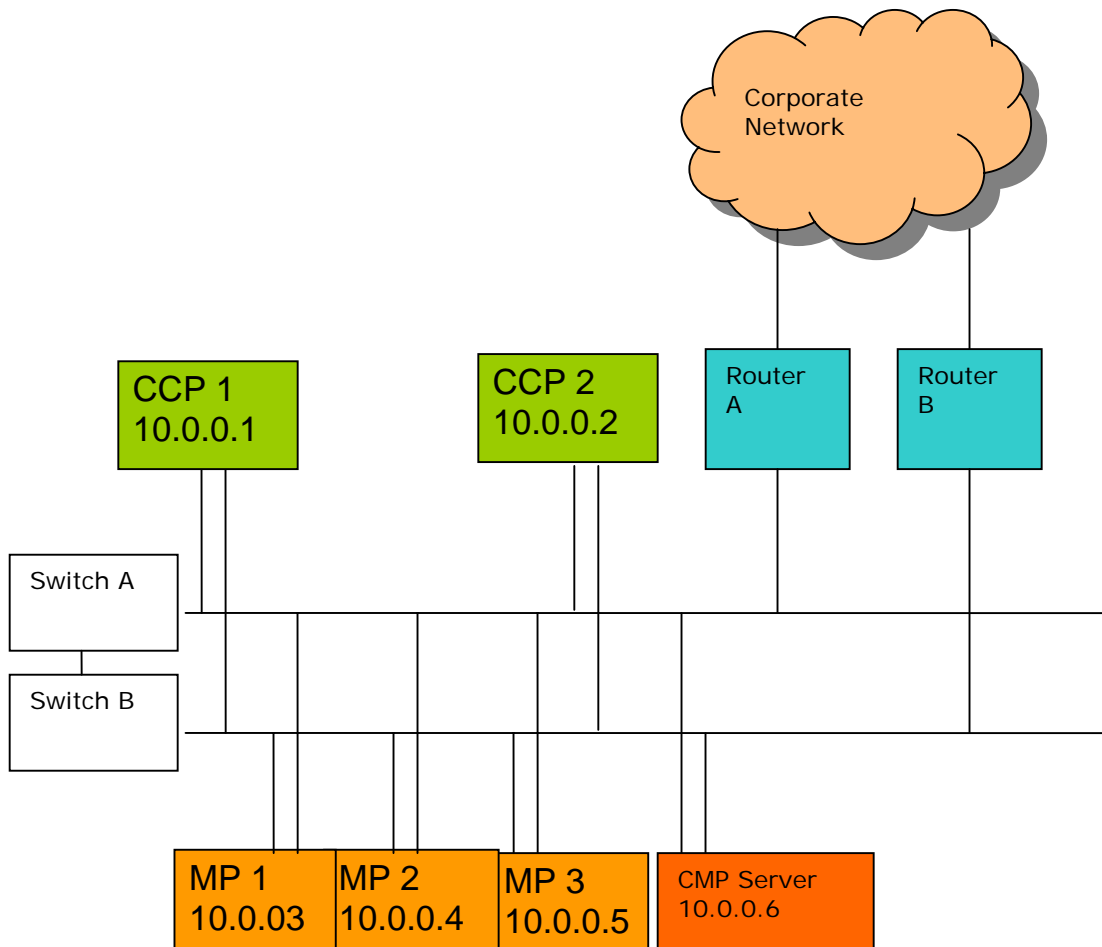 Corporate
Network
CCP 1
10.0.0.1
CCP 2
10.0.0.2
Router
A
Router
B
Switch A
Switch B
MP 1
10.0.03
MP 2
10.0.0.4
MP 3
10.0.0.5
CMP Server
10.0.0.6